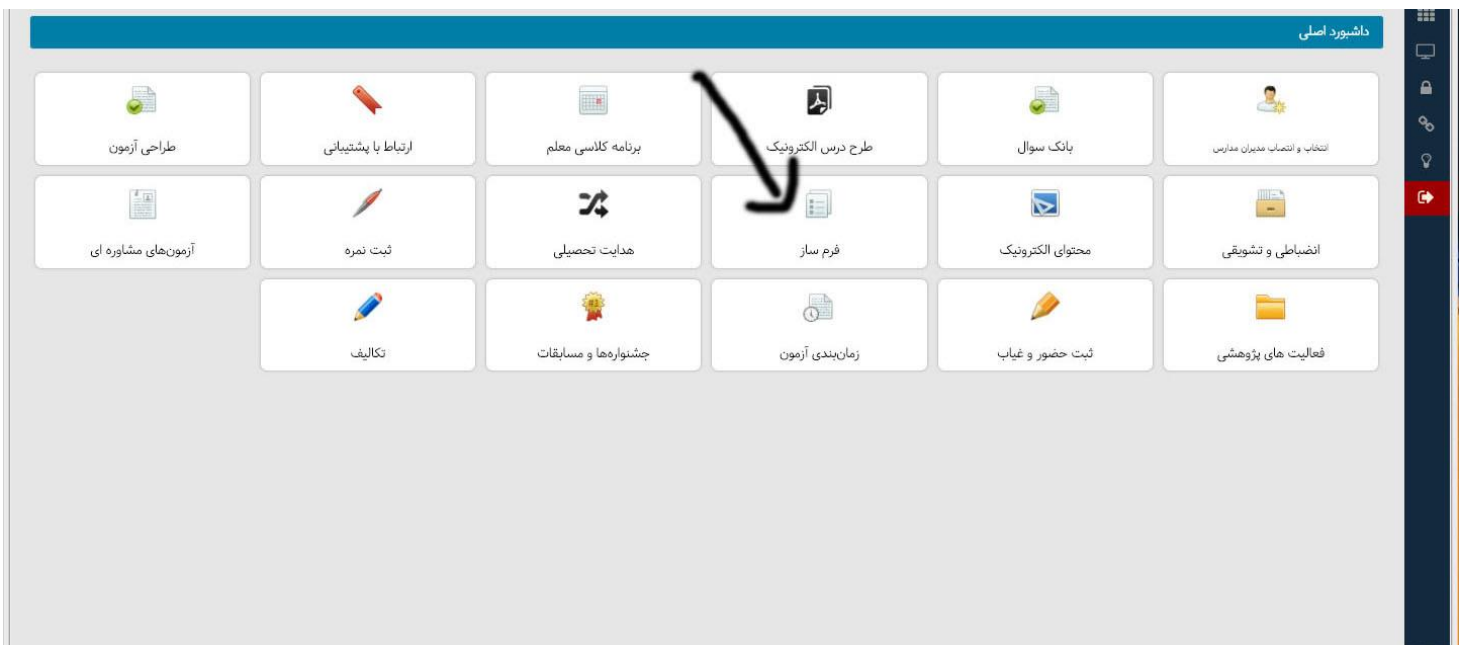 داشبورد اصلی
انتخاب و انتصاب مدیران مدارس
بانک سوال
طرح درس الکترونیک
برنامه کلاسی معلم
ارتباط با پشتیبانی
طراحی آزمون
انضباطی و تشویقی
محتوای الکترونیک
فرم ساز
هدایت تحصیلی
ثبت نمره
آزمون‌های مشاوره ای
فعالیت های پژوهشی
ثبت حضور و غیاب
زمان‌بندی آزمون
جشنواره‌ها و مسابقات
تکالیف